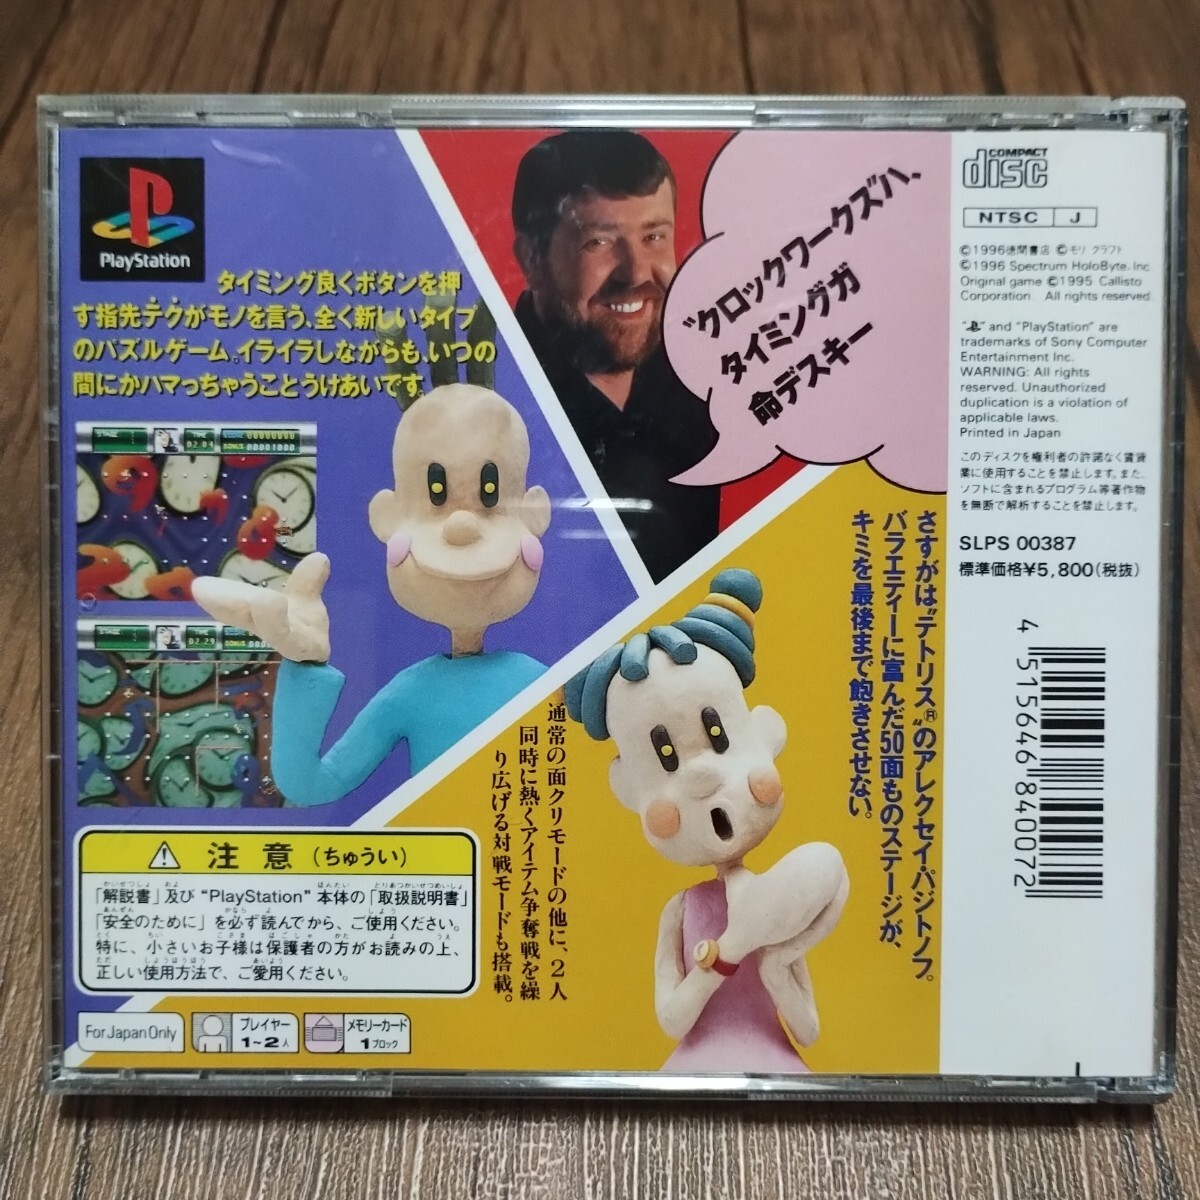 PlayStation
タイミング良くボタンを押
す指先テクがモノを言う、全く新しいタイプ
のパズルゲーム。イライラしながらも、いつの
間にかハマっちゃうことうけあいです。
"クロックワークズ"ハ、
タイミングガ
命デスキー
さすがは"テトリス®"のアレクセイ・パジトノフ。
バラエティーに富んだ50面ものステージが、
キミを最後まで飽きさせない。
通常の面クリモードの他に、2人
同時に熱くアイテム争奪戦を繰
り広げる対戦モードも搭載。
STAGE
TIME
02.04
SCORE 00000000
BONUS 00001000
STAGE
TIME
02.29
BONUS
注意（ちゅうい）
「解説書」及び"PlayStation"本体の「取扱説明書」
「安全のために」を必ず読んでから、ご使用ください。
特に、小さいお子様は保護者の方がお読みの上、
正しい使用方法で、ご愛用ください。
For Japan Only
プレイヤー
1~2人
メモリーカード
1ブロック
COMPACT
disc
NTSC J
©1996徳間書店 ©モリ クラフト
©1996 Spectrum HoloByte. Inc
Original game ©1995 Callisto
Corporation. All rights reserved.
" " and "PlayStation" are
trademarks of Sony Computer
Entertainment Inc.
WARNING: All rights
reserved. Unauthorized
duplication is a violation of
applicable laws.
Printed in Japan
このディスクを権利者の許諾なく賃貸
業に使用することを禁止します。また、
ソフトに含まれるプログラム等著作物
を無断で解析することを禁止します。
SLPS 00387
標準価格¥5,800(税抜)
4 515646 840072